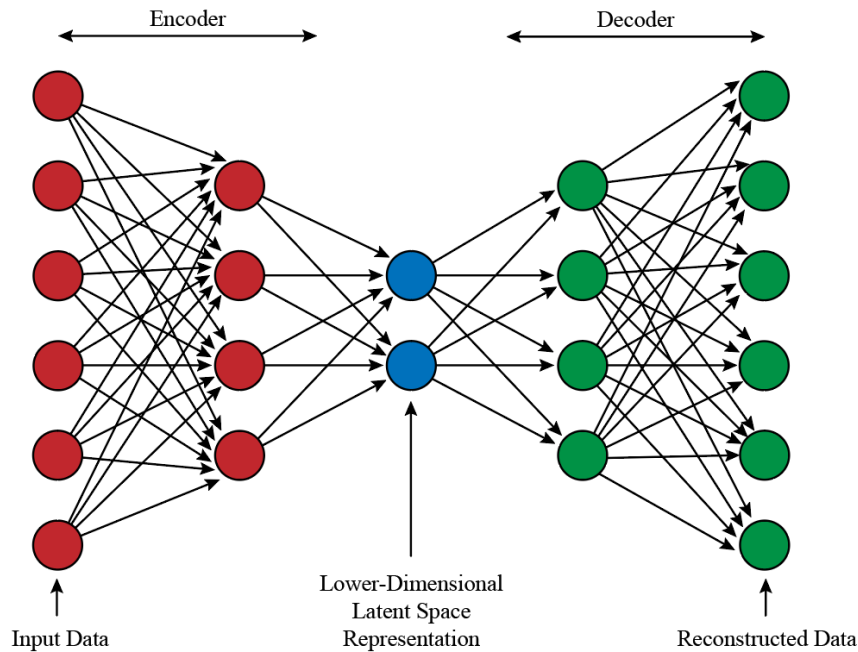 Encoder
Decoder
Lower-Dimensional
Latent Space
Representation
Input Data
Reconstructed Data